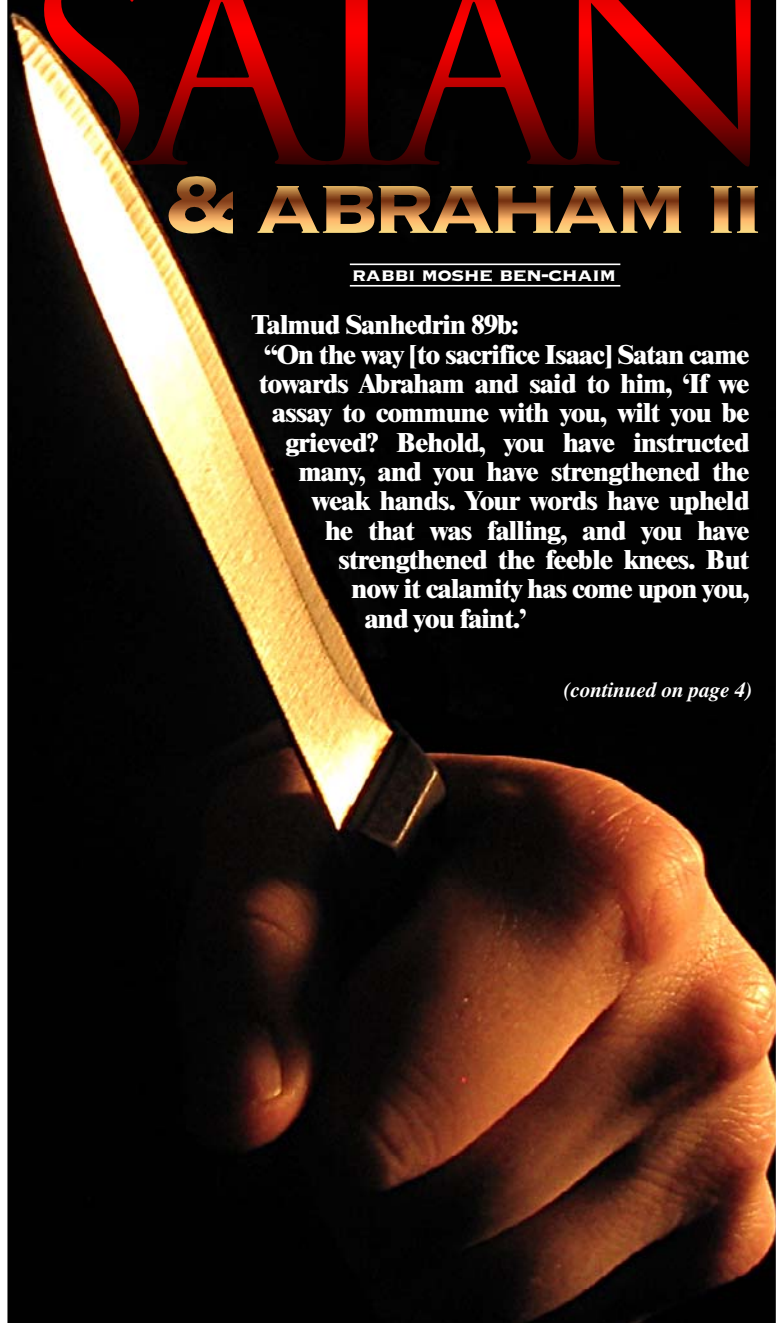 SATAN
& ABRAHAM II
RABBI MOSHE BEN-CHAIM
Talmud Sanhedrin 89b:
“On the way [to sacrifice Isaac] Satan came
towards Abraham and said to him, ‘If we
assay to commune with you, wilt you be
grieved? Behold, you have instructed
many, and you have strengthened the
weak hands. Your words have upheld
he that was falling, and you have
strengthened the feeble knees. But
now it calamity has come upon you,
and you faint.’
(continued on page 4)